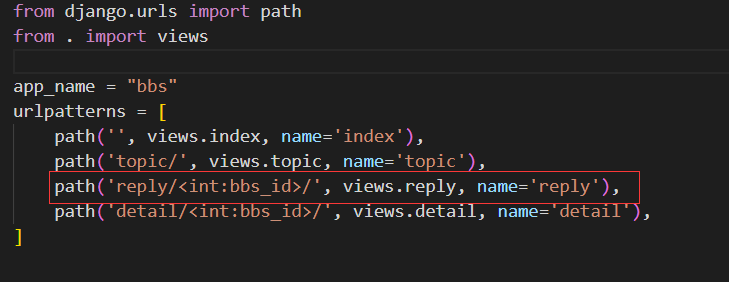 from django.urls import path
from . import views
app_name = "bbs"
urlpatterns = [
path('', views.index, name='index'),
path('topic/', views.topic, name='topic'),
path('reply/<int:bbs_id>/', views.reply, name='reply'),
path('detail/<int:bbs_id>/', views.detail, name='detail'),
]